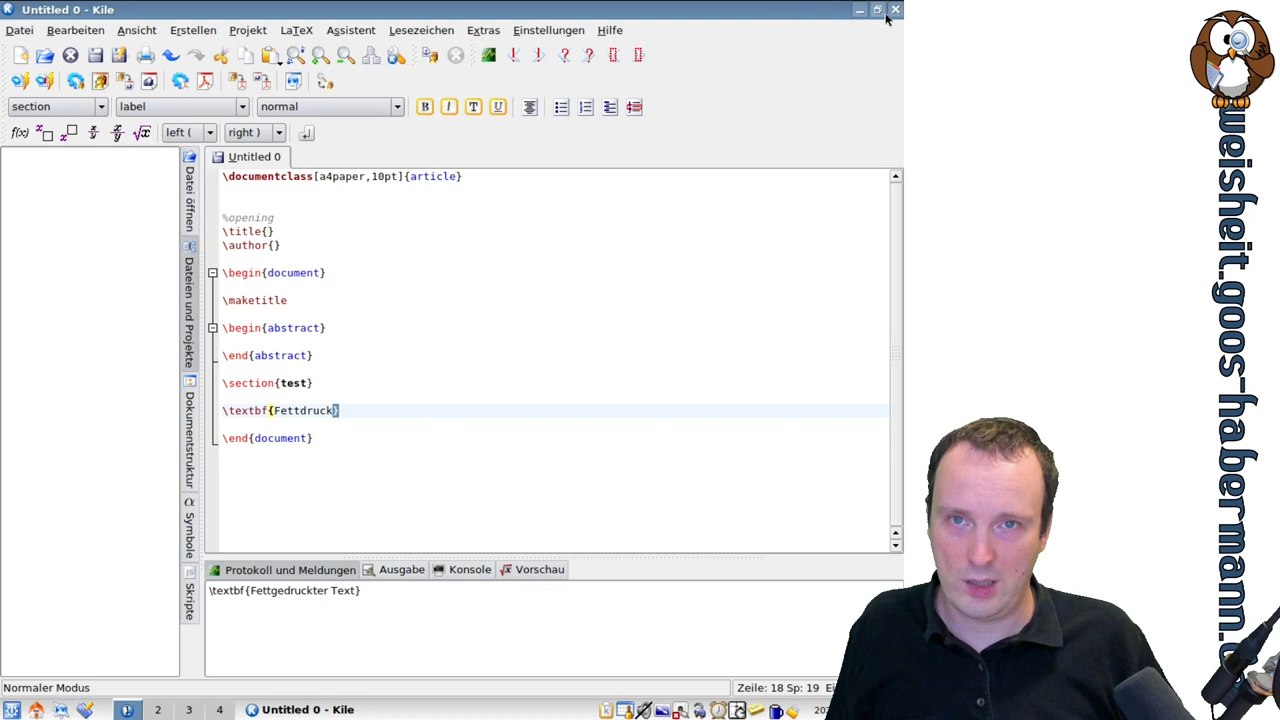 Untitled 0 - Kile
Datei Bearbeiten Ansicht Erstellen Projekt LaTeX Assistent Lesezeichen Extras Einstellungen Hilfe
section label normal B I T U
f(x) left ( right )
Untitled 0
\documentclass[a4paper,10pt]{article}
%opening
\title{}
\author{}
\begin{document}
\maketitle
\begin{abstract}
\end{abstract}
\section{test}
\textbf{Fettdruck}
\end{document}
Datei öffnen
Dateien und Projekte
Dokumentstruktur
Symbole
Skripte
Protokoll und Meldungen Ausgabe Konsole Vorschau
\textbf{Fettgedruckter Text}
Normaler Modus Zeile: 18 Sp: 19
1 2 3 4 Untitled 0 - Kile
weisheit.goos-habermann.